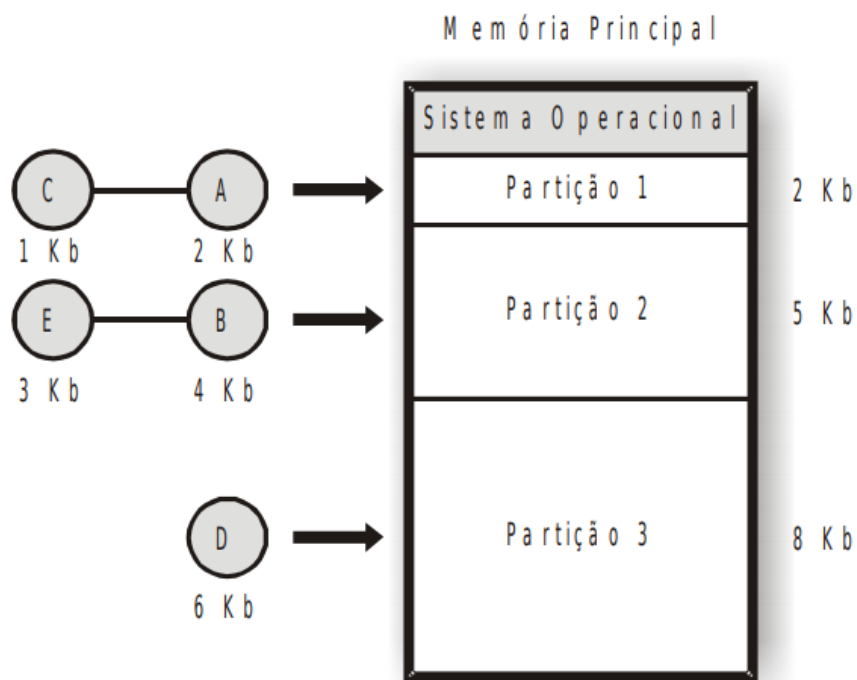 Memória Principal
Sistema Operacional
C A Partição 1 2 Kb
1 Kb 2 Kb
E B Partição 2 5 Kb
3 Kb 4 Kb
D Partição 3 8 Kb
6 Kb